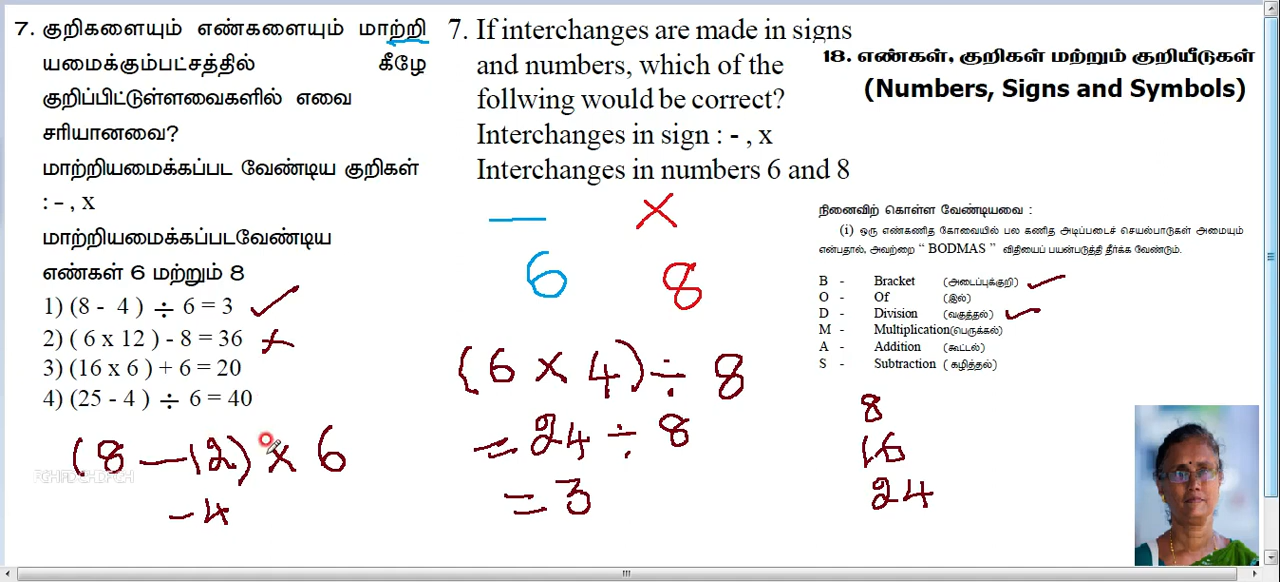 7. குறிகளையும் எண்களையும் மாற்றி
யமைக்கும்பட்சத்தில் கீழே
குறிப்பிட்டுள்ளவைகளில் எவை
சரியானவை?
மாற்றியமைக்கப்பட வேண்டிய குறிகள்
: - , x
மாற்றியமைக்கப்படவேண்டிய
எண்கள் 6 மற்றும் 8
1) (8 - 4 ) ÷ 6 = 3 ✓
2) ( 6 x 12 ) - 8 = 36 ×
3) (16 x 6 ) + 6 = 20
4) (25 - 4 ) ÷ 6 = 40
(8 - 12) × 6
- 4
7. If interchanges are made in signs
and numbers, which of the
follwing would be correct?
Interchanges in sign : - , x
Interchanges in numbers 6 and 8
— ×
6 8
(6 × 4) ÷ 8
= 24 ÷ 8
= 3
18. எண்கள், குறிகள் மற்றும் குறியீடுகள்
(Numbers, Signs and Symbols)
நினைவிற் கொள்ள வேண்டியவை :
(i) ஒரு எண்கணித கோவையில் பல கணித அடிப்படைச் செயல்பாடுகள் அமையும்
என்பதால், அவற்றை “ BODMAS ” விதியைப் பயன்படுத்தி தீர்க்க வேண்டும்.
B - Bracket (அடைப்புக்குறி) ✓
O - Of (இல்)
D - Division (வகுத்தல்) ✓
M - Multiplication(பெருக்கல்)
A - Addition (கூட்டல்)
S - Subtraction ( கழித்தல்)
8
16
24